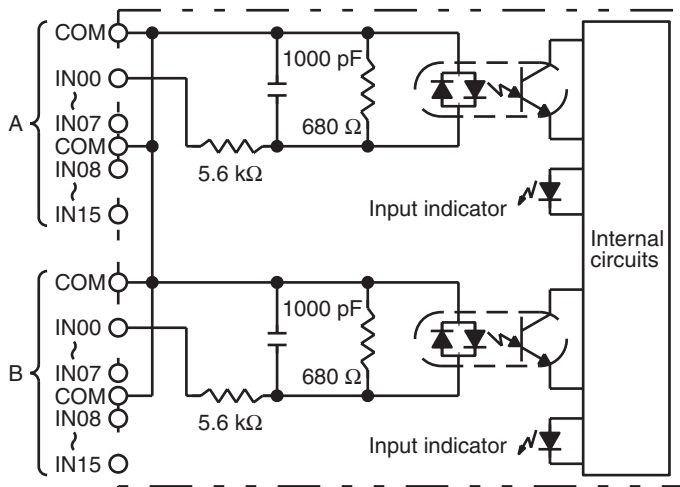 COM
IN00
~
IN07
COM
IN08
~
IN15
A
1000 pF
680 Ω
5.6 kΩ
Input indicator
Internal
circuits
COM
IN00
~
IN07
COM
IN08
~
IN15
B
1000 pF
680 Ω
5.6 kΩ
Input indicator